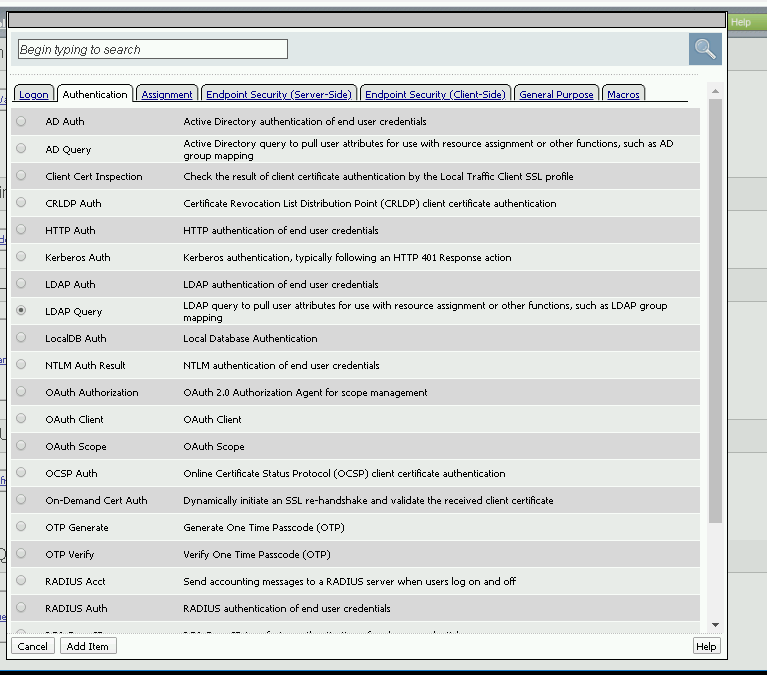 Help
Begin typing to search
Logon Authentication Assignment Endpoint Security (Server-Side) Endpoint Security (Client-Side) General Purpose Macros
AD Auth Active Directory authentication of end user credentials
AD Query Active Directory query to pull user attributes for use with resource assignment or other functions, such as AD
group mapping
Client Cert Inspection Check the result of client certificate authentication by the Local Traffic Client SSL profile
CRLDP Auth Certificate Revocation List Distribution Point (CRLDP) client certificate authentication
HTTP Auth HTTP authentication of end user credentials
Kerberos Auth Kerberos authentication, typically following an HTTP 401 Response action
LDAP Auth LDAP authentication of end user credentials
LDAP Query LDAP query to pull user attributes for use with resource assignment or other functions, such as LDAP group
mapping
LocalDB Auth Local Database Authentication
NTLM Auth Result NTLM authentication of end user credentials
OAuth Authorization OAuth 2.0 Authorization Agent for scope management
OAuth Client OAuth Client
OAuth Scope OAuth Scope
OCSP Auth Online Certificate Status Protocol (OCSP) client certificate authentication
On-Demand Cert Auth Dynamically initiate an SSL re-handshake and validate the received client certificate
OTP Generate Generate One Time Passcode (OTP)
OTP Verify Verify One Time Passcode (OTP)
RADIUS Acct Send accounting messages to a RADIUS server when users log on and off
RADIUS Auth RADIUS authentication of end user credentials
Cancel Add Item Help